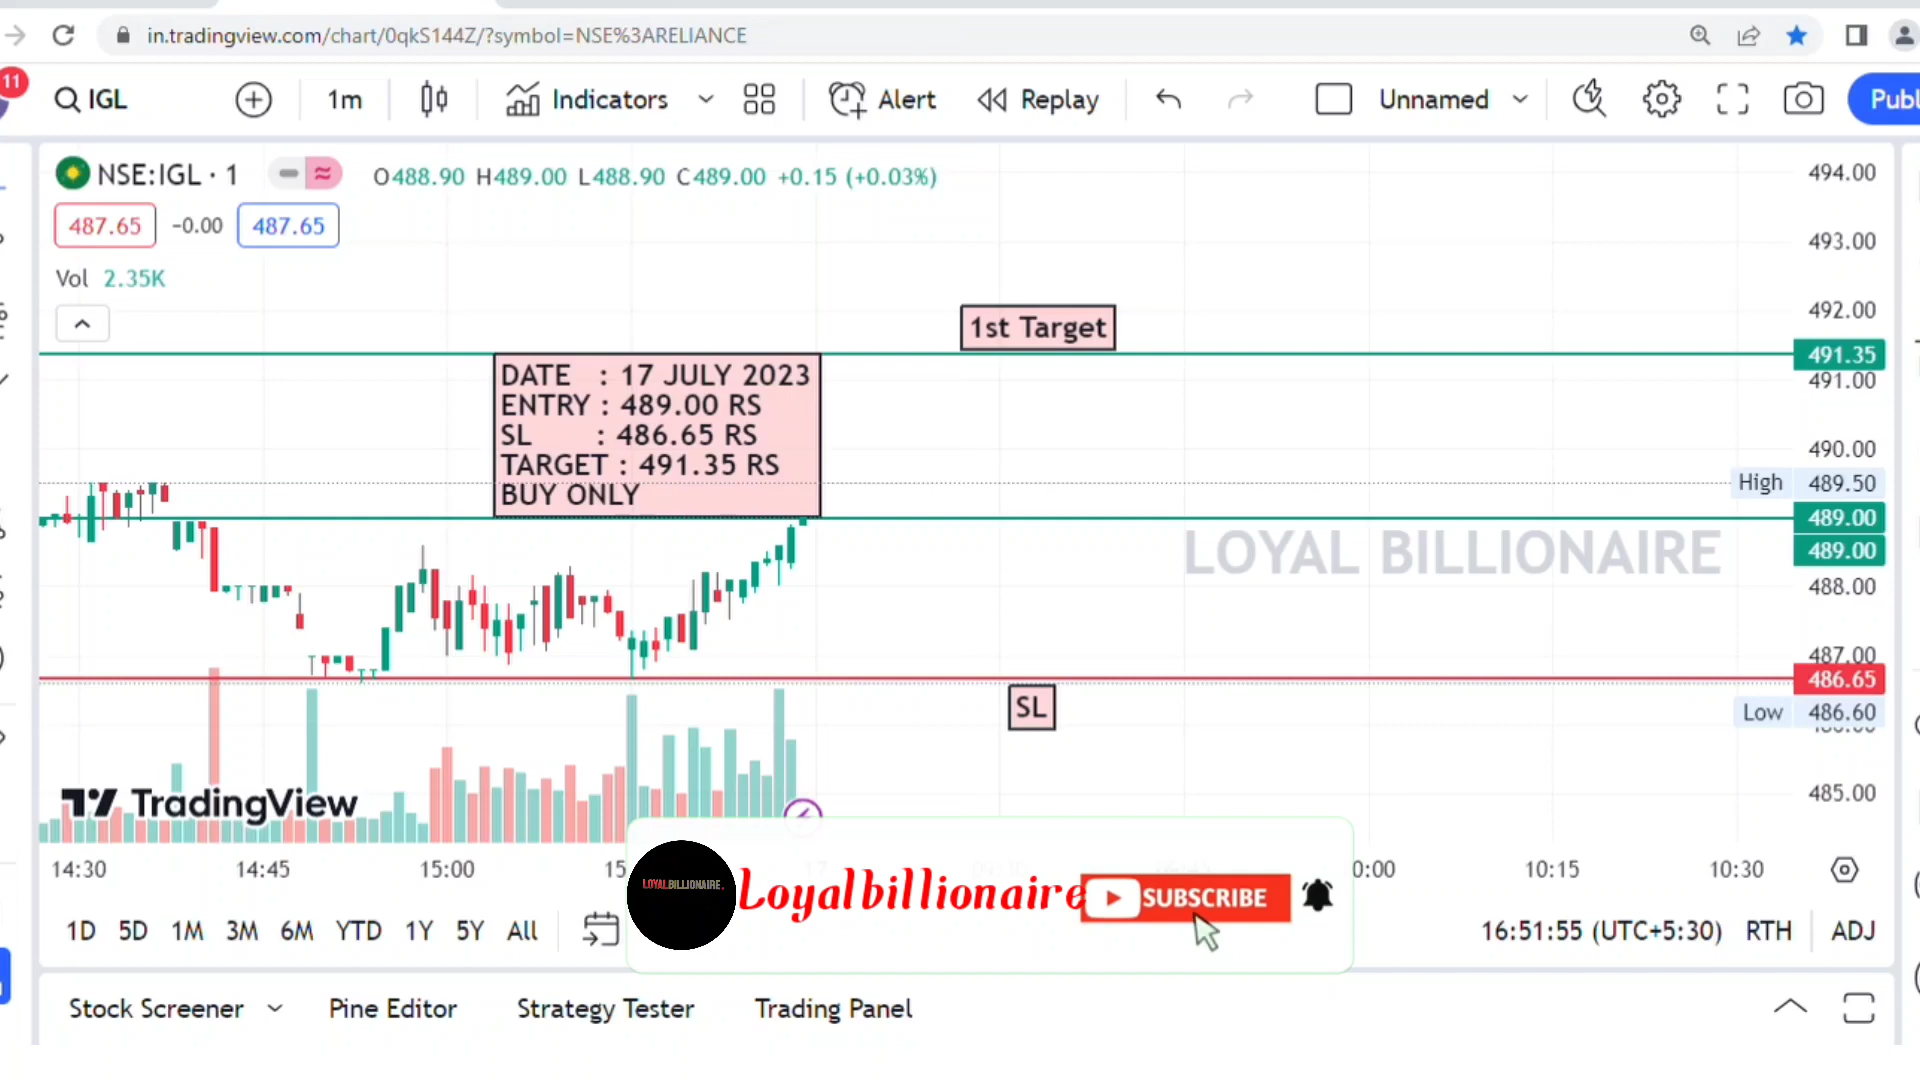 in.tradingview.com/chart/0qkS144Z/?symbol=NSE%3ARELIANCE
11
IGL
1m
Indicators
Alert
Replay
Unnamed
Publ
NSE:IGL · 1
O488.90 H489.00 L488.90 C489.00 +0.15 (+0.03%)
487.65 −0.00 487.65
Vol 2.35K
494.00
493.00
492.00
1st Target
491.35
491.00
DATE : 17 JULY 2023
ENTRY : 489.00 RS
SL : 486.65 RS
TARGET : 491.35 RS
BUY ONLY
490.00
High 489.50
489.00
489.00
LOYAL BILLIONAIRE
488.00
487.00
486.65
SL
Low 486.60
485.00
TradingView
14:30 14:45 15:00 15 0:00 10:15 10:30
LOYALBILLIONAIRE.
Loyalbillionaire
SUBSCRIBE
1D 5D 1M 3M 6M YTD 1Y 5Y All
16:51:55 (UTC+5:30) RTH ADJ
Stock Screener Pine Editor Strategy Tester Trading Panel